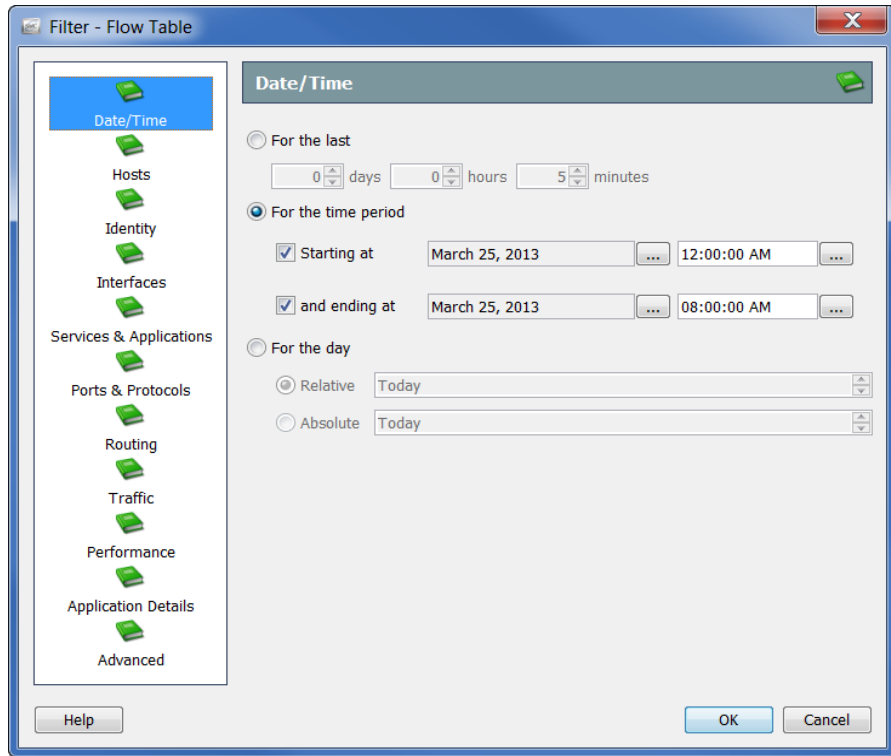 Filter - Flow Table
Date/Time
Hosts
Identity
Interfaces
Services & Applications
Ports & Protocols
Routing
Traffic
Performance
Application Details
Advanced
Date/Time
For the last
0 days 0 hours 5 minutes
For the time period
Starting at March 25, 2013 ... 12:00:00 AM ...
and ending at March 25, 2013 ... 08:00:00 AM ...
For the day
Relative Today
Absolute Today
Help OK Cancel